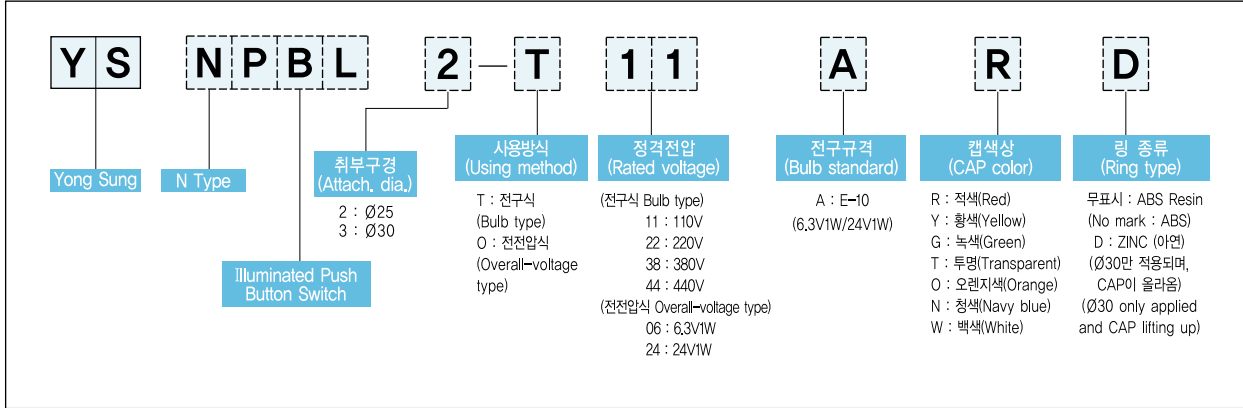 YS NPBL 2 - T 11 A R D
Yong Sung
N Type
Illuminated Push
Button Switch
취부구경
(Attach. dia.)
2 : Ø25
3 : Ø30
사용방식
(Using method)
T : 전구식
(Bulb type)
O : 전전압식
(Overall-voltage
type)
정격전압
(Rated voltage)
(전구식 Bulb type)
11 : 110V
22 : 220V
38 : 380V
44 : 440V
(전전압식 Overall-voltage type)
06 : 6.3V1W
24 : 24V1W
전구규격
(Bulb standard)
A : E-10
(6.3V1W/24V1W)
캡색상
(CAP color)
R : 적색(Red)
Y : 황색(Yellow)
G : 녹색(Green)
T : 투명(Transparent)
O : 오렌지색(Orange)
N : 청색(Navy blue)
W : 백색(White)
링 종류
(Ring type)
무표시 : ABS Resin
(No mark : ABS)
D : ZINC (아연)
(Ø30만 적용되며,
CAP이 올라옴)
(Ø30 only applied
and CAP lifting up)